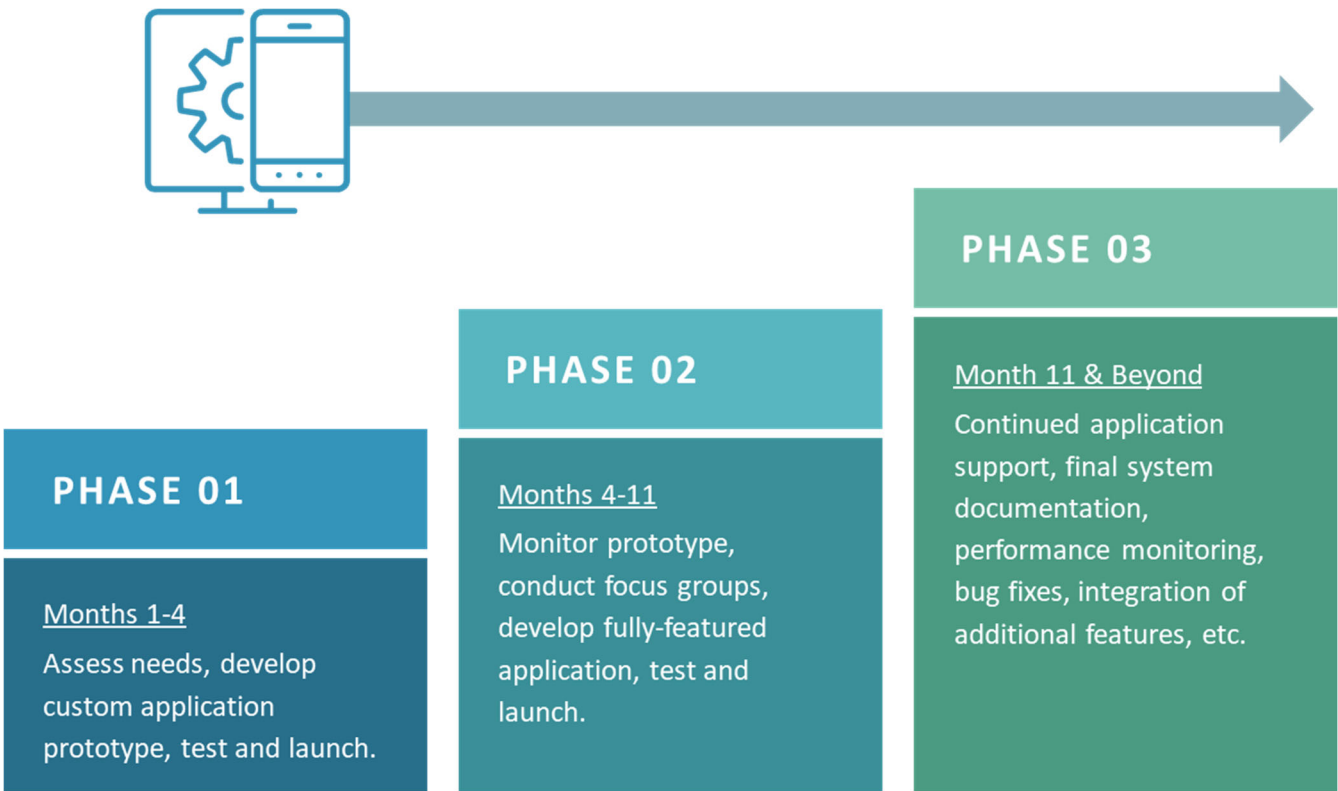 PHASE 01
Months 1-4
Assess needs, develop
custom application
prototype, test and launch.
PHASE 02
Months 4-11
Monitor prototype,
conduct focus groups,
develop fully-featured
application, test and
launch.
PHASE 03
Month 11 & Beyond
Continued application
support, final system
documentation,
performance monitoring,
bug fixes, integration of
additional features, etc.